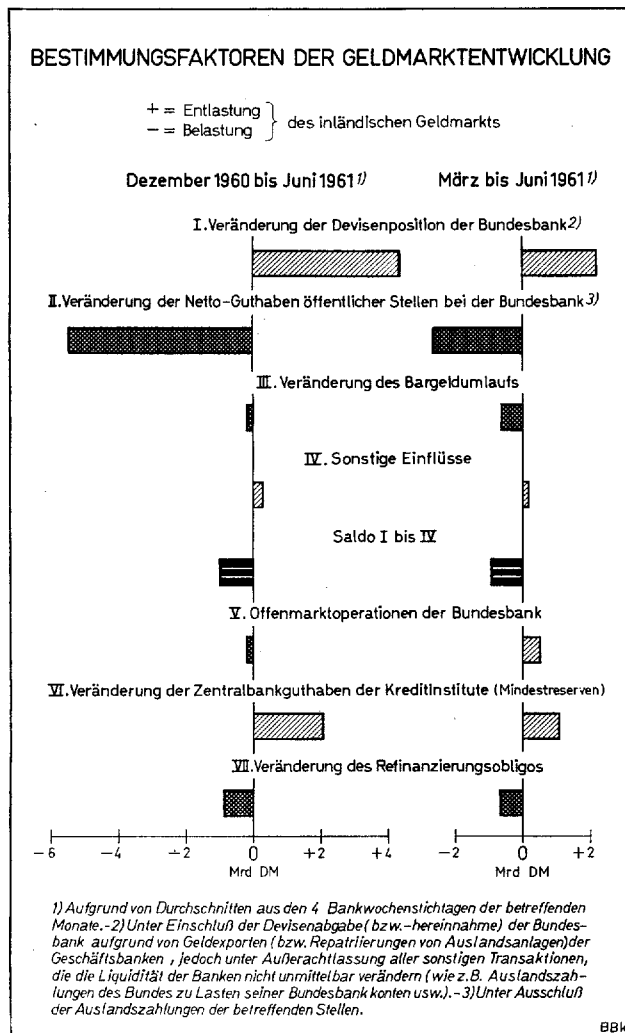 BESTIMMUNGSFAKTOREN DER GELDMARKTENTWICKLUNG
+ = Entlastung
− = Belastung
des inländischen Geldmarkts
Dezember 1960 bis Juni 1961 1)
März bis Juni 1961 1)
I. Veränderung der Devisenposition der Bundesbank 2)
II. Veränderung der Netto-Guthaben öffentlicher Stellen bei der Bundesbank 3)
III. Veränderung des Bargeldumlaufs
IV. Sonstige Einflüsse
Saldo I bis IV
V. Offenmarktoperationen der Bundesbank
VI. Veränderung der Zentralbankguthaben der Kreditinstitute (Mindestreserven)
VII. Veränderung des Refinanzierungsobligos
−6 −4 −2 0 +2 +4
Mrd DM
−2 0 +2
Mrd DM
1) Aufgrund von Durchschnitten aus den 4 Bankwochenstichtagen der betreffenden
Monate.-2) Unter Einschluß der Devisenabgabe (bzw.-hereinnahme) der Bundes-
bank aufgrund von Geldexporten (bzw. Repatriierungen von Auslandsanlagen) der
Geschäftsbanken, jedoch unter Außerachtlassung aller sonstigen Transaktionen,
die die Liquidität der Banken nicht unmittelbar verändern (wie z.B. Auslandszah-
lungen des Bundes zu Lasten seiner Bundesbankkonten usw.).-3) Unter Ausschluß
der Auslandszahlungen der betreffenden Stellen.
BBk